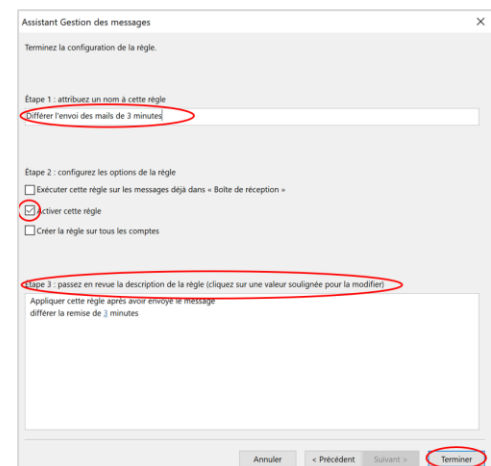 Assistant Gestion des messages
Terminez la configuration de la règle.
Étape 1 : attribuez un nom à cette règle
Différer l'envoi des mails de 3 minutes
Étape 2 : configurez les options de la règle
Exécuter cette règle sur les messages déjà dans « Boîte de réception »
Activer cette règle
Créer la règle sur tous les comptes
Étape 3 : passez en revue la description de la règle (cliquez sur une valeur soulignée pour la modifier)
Appliquer cette règle après avoir envoyé le message
différer la remise de 3 minutes
Annuler
< Précédent
Suivant >
Terminer